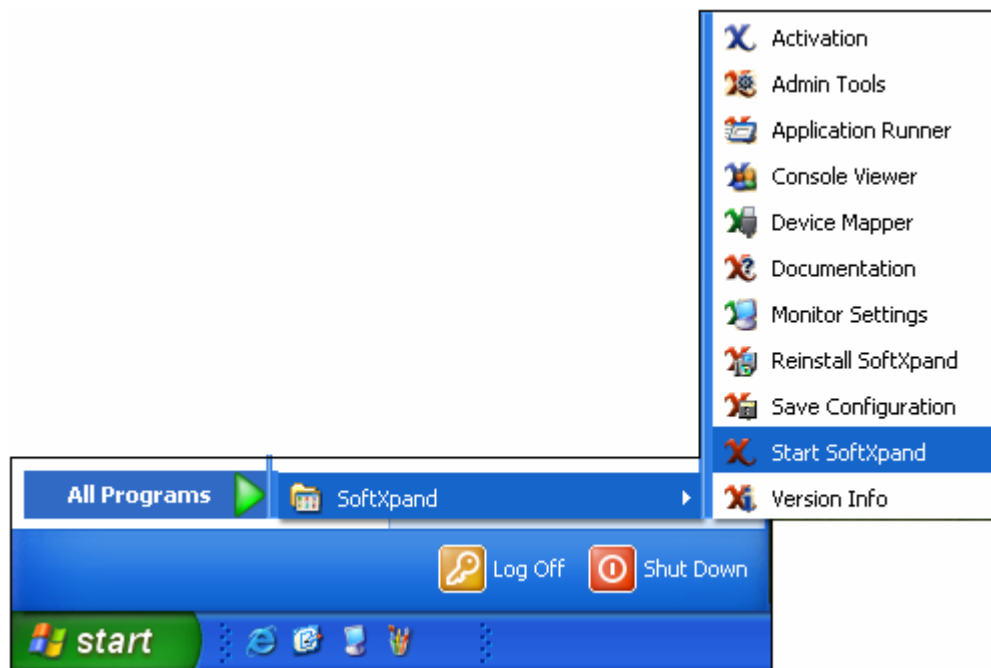 Activation
Admin Tools
Application Runner
Console Viewer
Device Mapper
Documentation
Monitor Settings
Reinstall SoftXpand
Save Configuration
Start SoftXpand
Version Info
All Programs
SoftXpand
Log Off
Shut Down
start